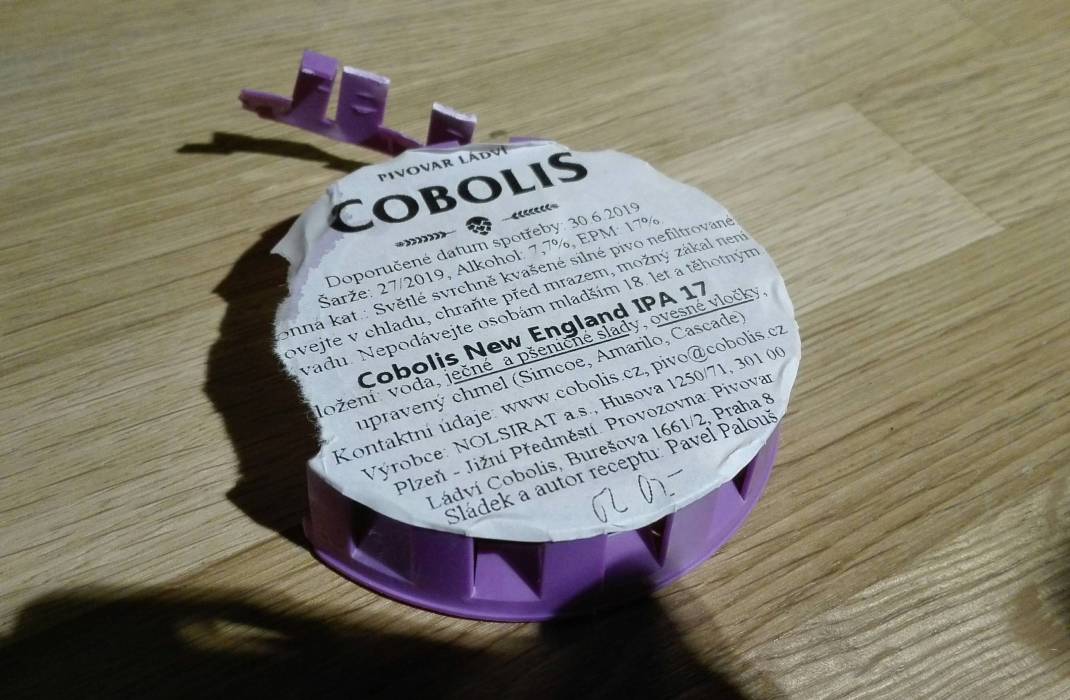 PIVOVAR LÁDVÍ
COBOLIS
Doporučené datum spotřeby: 30.6.2019
Šarže: 27/2019, Alkohol: 7,7%, EPM: 17%
onná kat.: Světlé svrchně kvašené silné pivo nefiltrované
ovejte v chladu, chraňte před mrazem, možný zákal není
vadu. Nepodávejte osobám mladším 18. let a těhotným
Cobolis New England IPA 17
ložení: voda, ječné a pšeničné slady, ovesné vločky,
upravený chmel (Simcoe, Amarilo, Cascade)
Kontaktní údaje: www.cobolis.cz, pivo@cobolis.cz
Výrobce: NOLSIRAT a.s., Husova 1250/71, 301 00
Plzeň - Jižní Předměstí. Provozovna: Pivovar
Ládví Cobolis, Burešova 1661/2, Praha 8
Sládek a autor receptu: Pavel Palouš